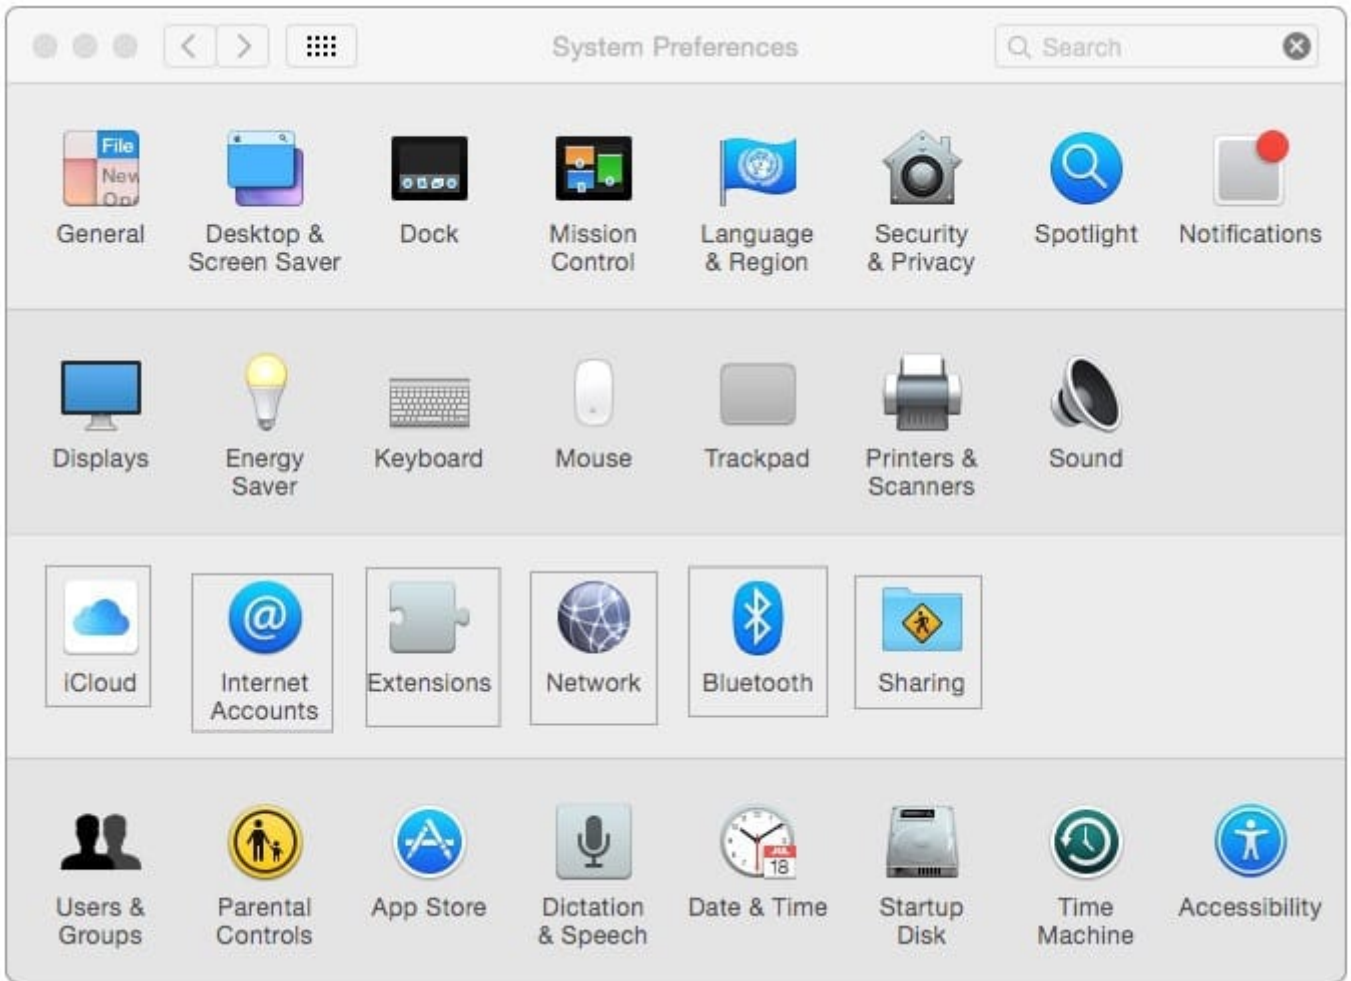 System Preferences
Search
File
New
General
Desktop &
Screen Saver
Dock
Mission
Control
Language
& Region
Security
& Privacy
Spotlight
Notifications
Displays
Energy
Saver
Keyboard
Mouse
Trackpad
Printers &
Scanners
Sound
iCloud
@
Internet
Accounts
Extensions
Network
Bluetooth
Sharing
JUL
18
Users &
Groups
Parental
Controls
App Store
Dictation
& Speech
Date & Time
Startup
Disk
Time
Machine
Accessibility